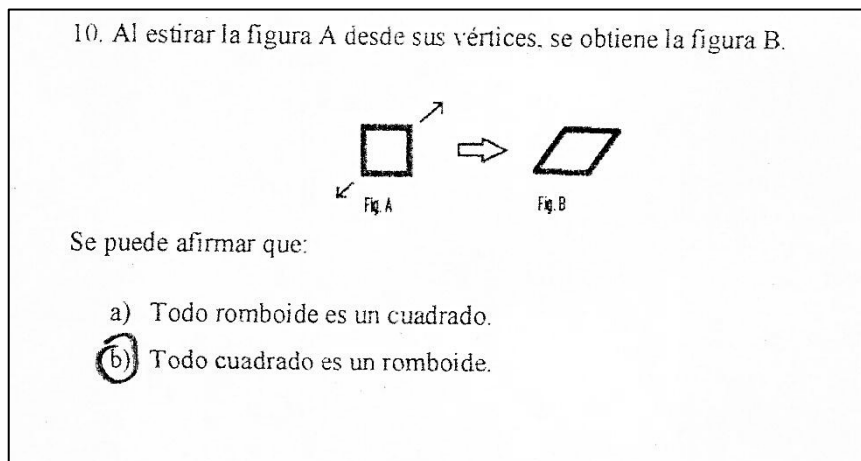 10. Al estirar la figura A desde sus vértices, se obtiene la figura B.
Fig. A
Fig. B
Se puede afirmar que:
a) Todo romboide es un cuadrado.
b) Todo cuadrado es un romboide.